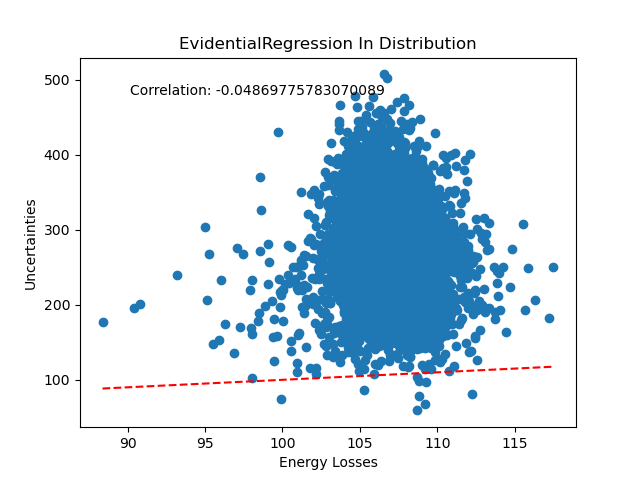 EvidentialRegression In Distribution
Correlation: -0.04869775783070089
Uncertainties
500
400
300
200
100
90 95 100 105 110 115
Energy Losses